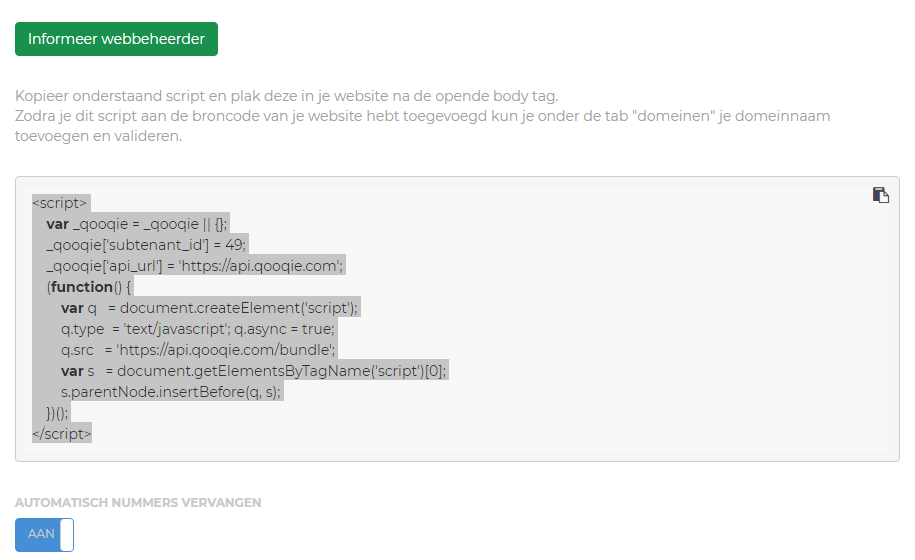 Informeer webbeheerder
Kopieer onderstaand script en plak deze in je website na de opende body tag.
Zodra je dit script aan de broncode van je website hebt toegevoegd kun je onder de tab "domeinen" je domeinnaam
toevoegen en valideren.
<script>
var _qooqie = _qooqie || {};
_qooqie['subtenant_id'] = 49;
_qooqie['api_url'] = 'https://api.qooqie.com';
(function() {
var q = document.createElement('script');
q.type = 'text/javascript'; q.async = true;
q.src = 'https://api.qooqie.com/bundle';
var s = document.getElementsByTagName('script')[0];
s.parentNode.insertBefore(q, s);
})();
</script>
AUTOMATISCH NUMMERS VERVANGEN
AAN